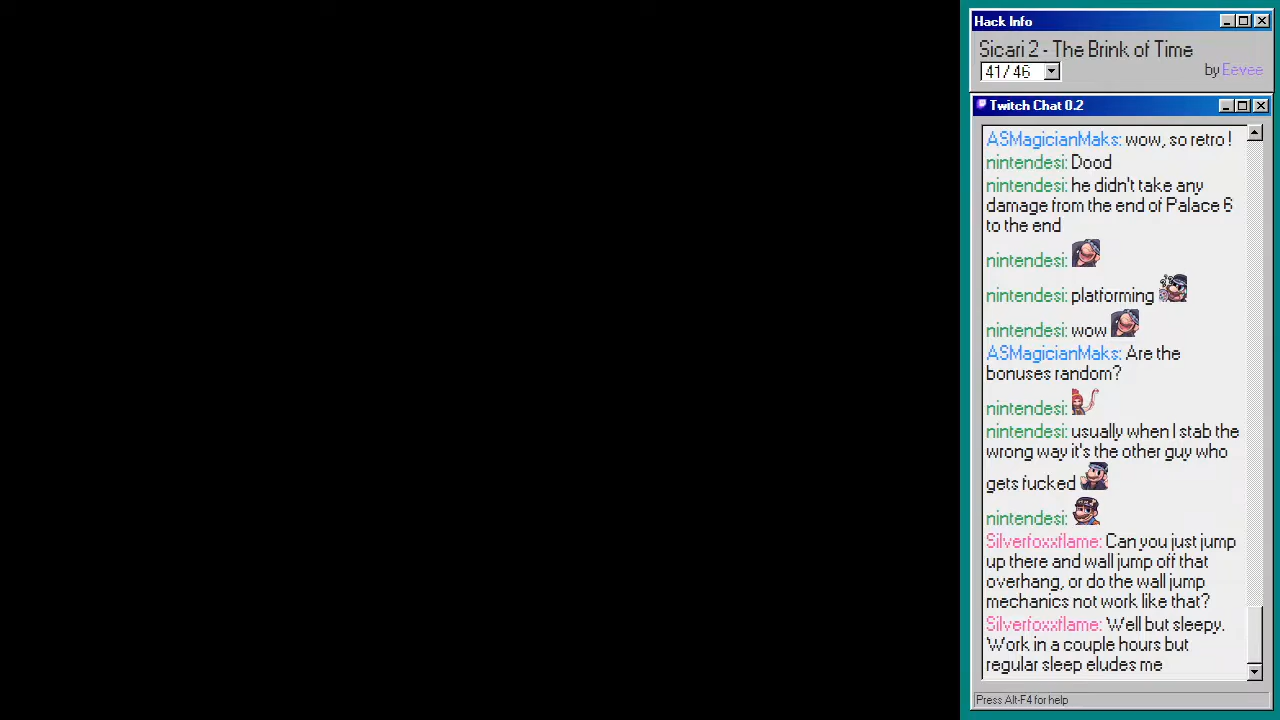 Hack Info
Sicari 2 - The Brink of Time
41/46
by Eevee
Twitch Chat 0.2
ASMagicianMaks: wow, so retro !
nintendesi: Dood
nintendesi: he didn't take any
damage from the end of Palace 6
to the end
nintendesi:
nintendesi: platforming
nintendesi: wow
ASMagicianMaks: Are the
bonuses random?
nintendesi:
nintendesi: usually when I stab the
wrong way it's the other guy who
gets fucked
nintendesi:
Silverfoxxflame: Can you just jump
up there and wall jump off that
overhang, or do the wall jump
mechanics not work like that?
Silverfoxxflame: Well but sleepy.
Work in a couple hours but
regular sleep eludes me
Press Alt-F4 for help